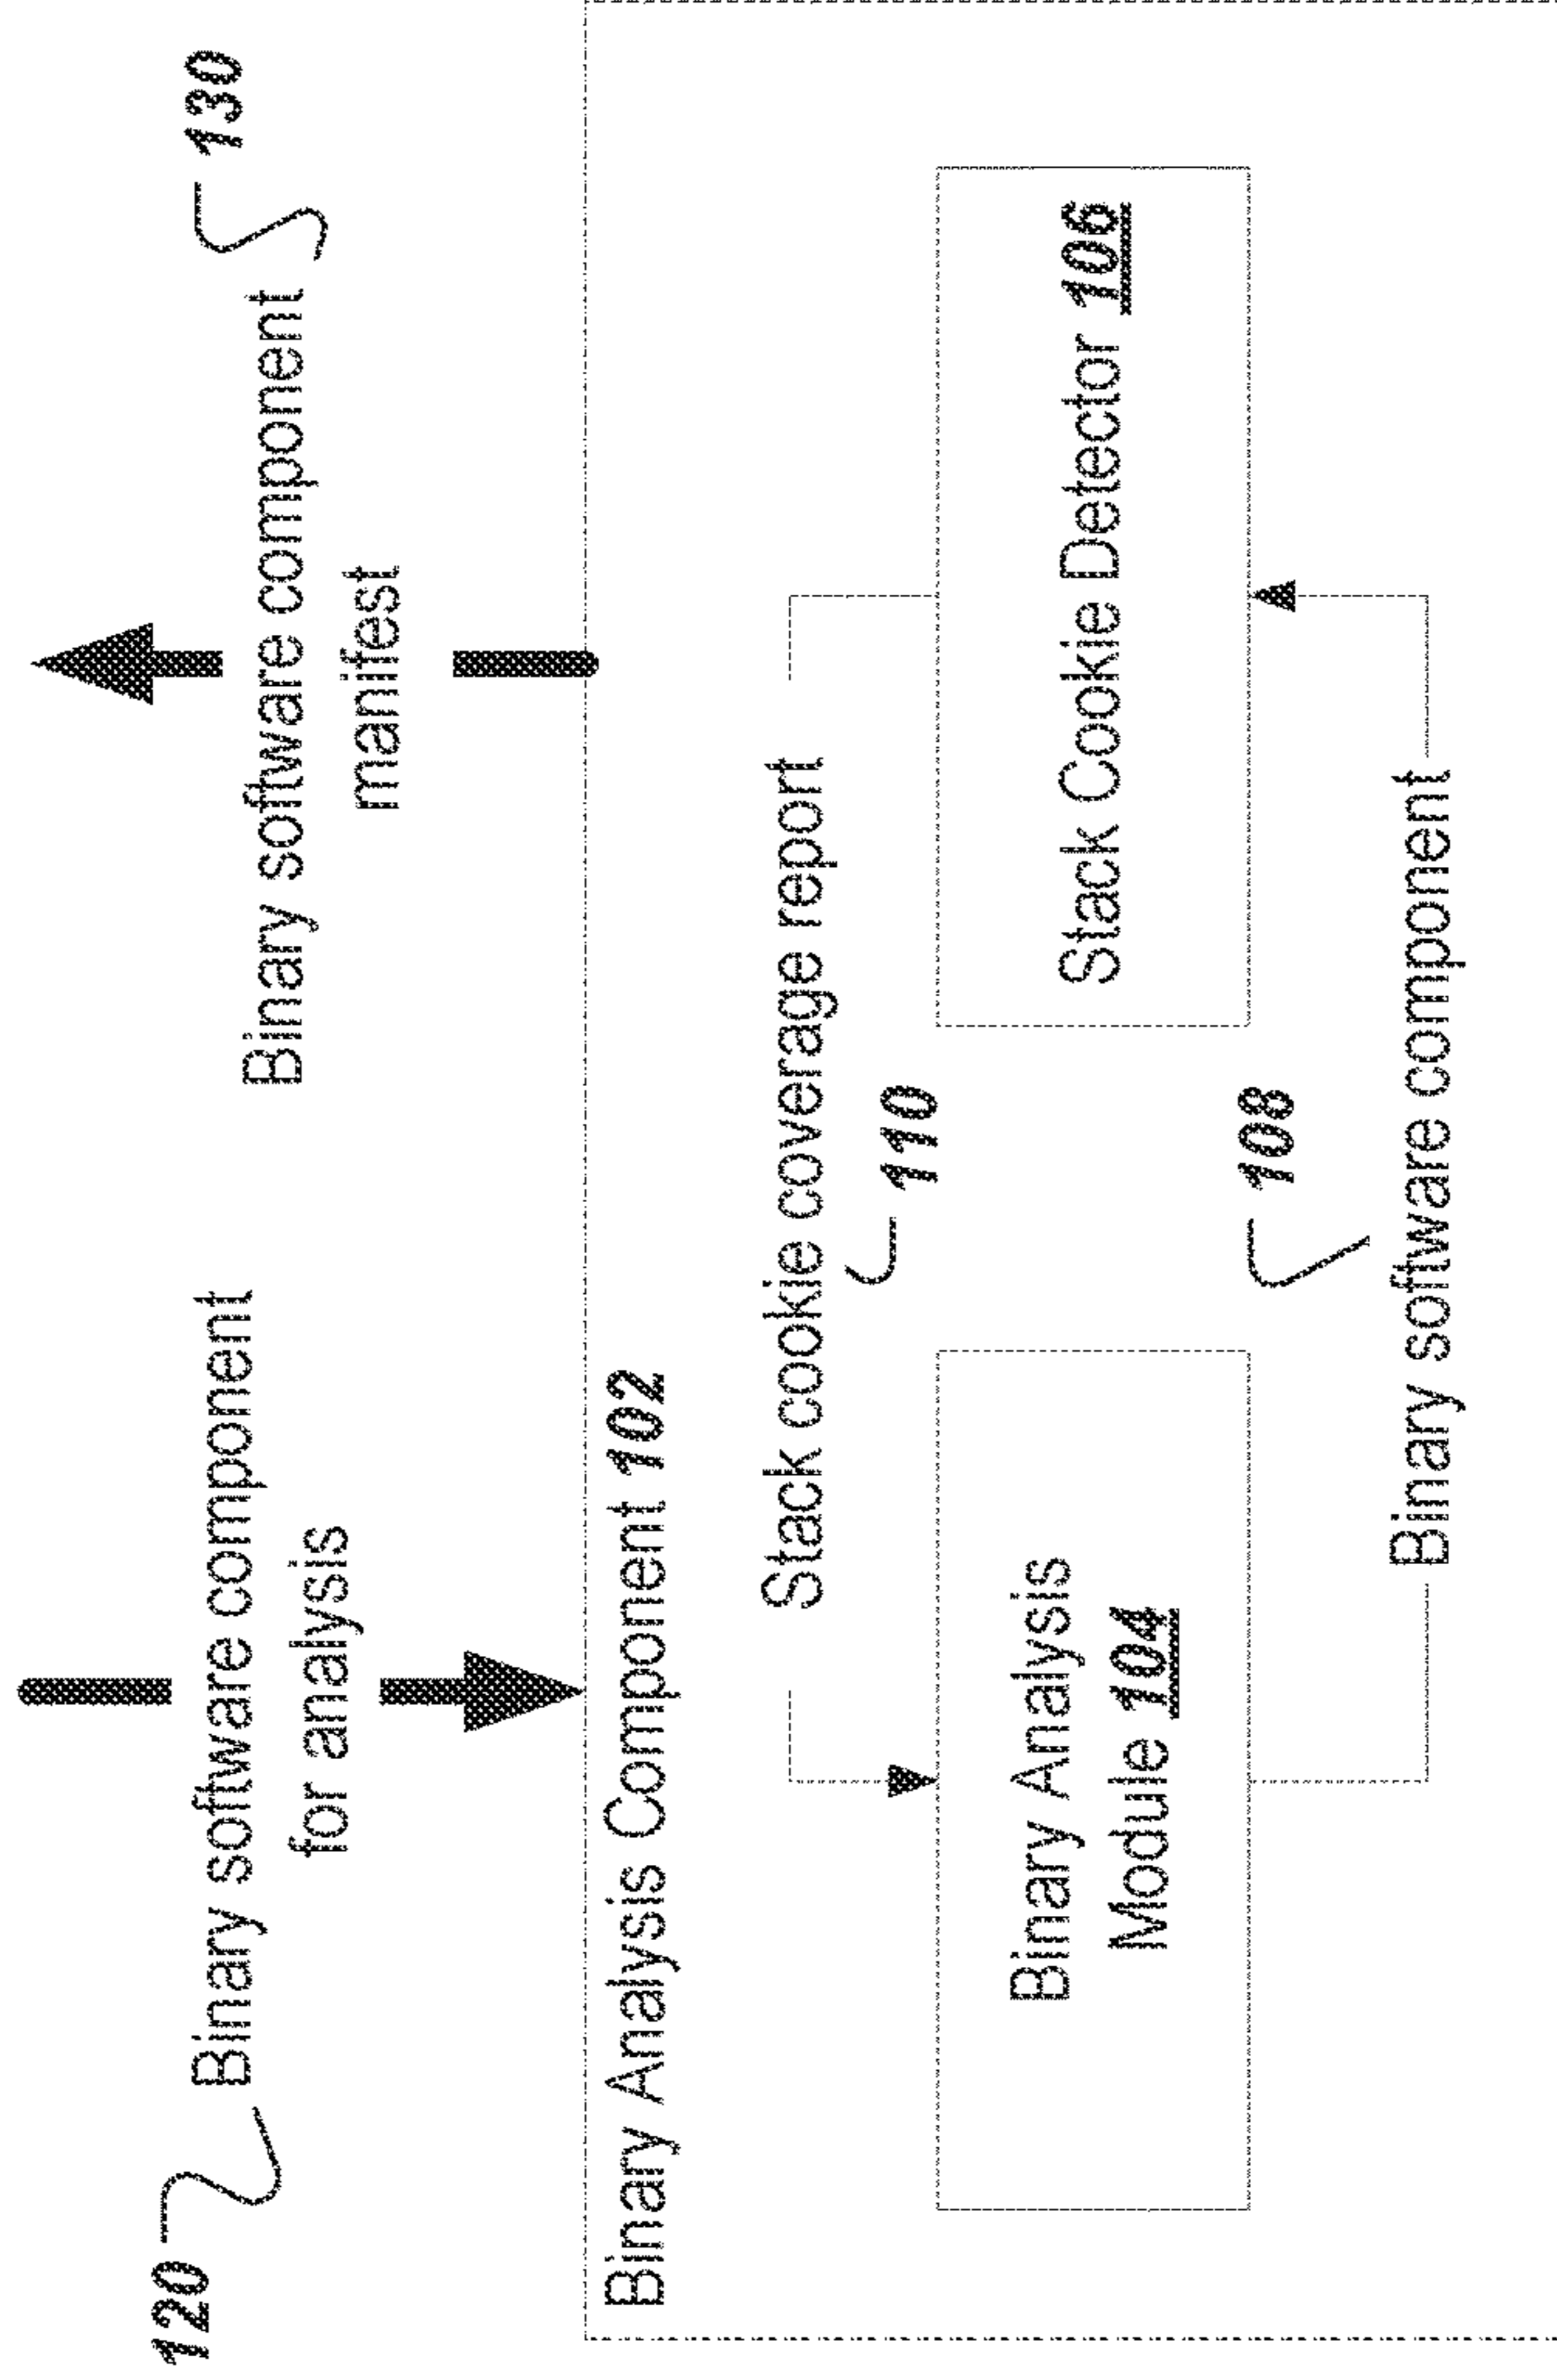 120
Binary software component
for analysis
Binary software component
manifest
130
Binary Analysis Component 102
Stack cookie coverage report
110
Binary Analysis
Module 104
Stack Cookie Detector 106
108
Binary software component